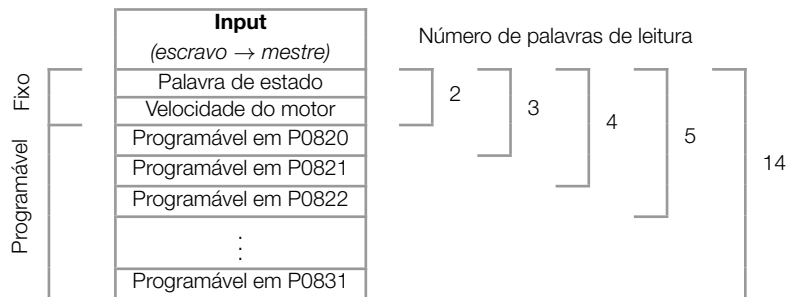 Input
(escravo → mestre)
Número de palavras de leitura
Fixo
Palavra de estado
Velocidade do motor
2
3
4
5
14
Programável
Programável em P0820
Programável em P0821
Programável em P0822
⋮
Programável em P0831